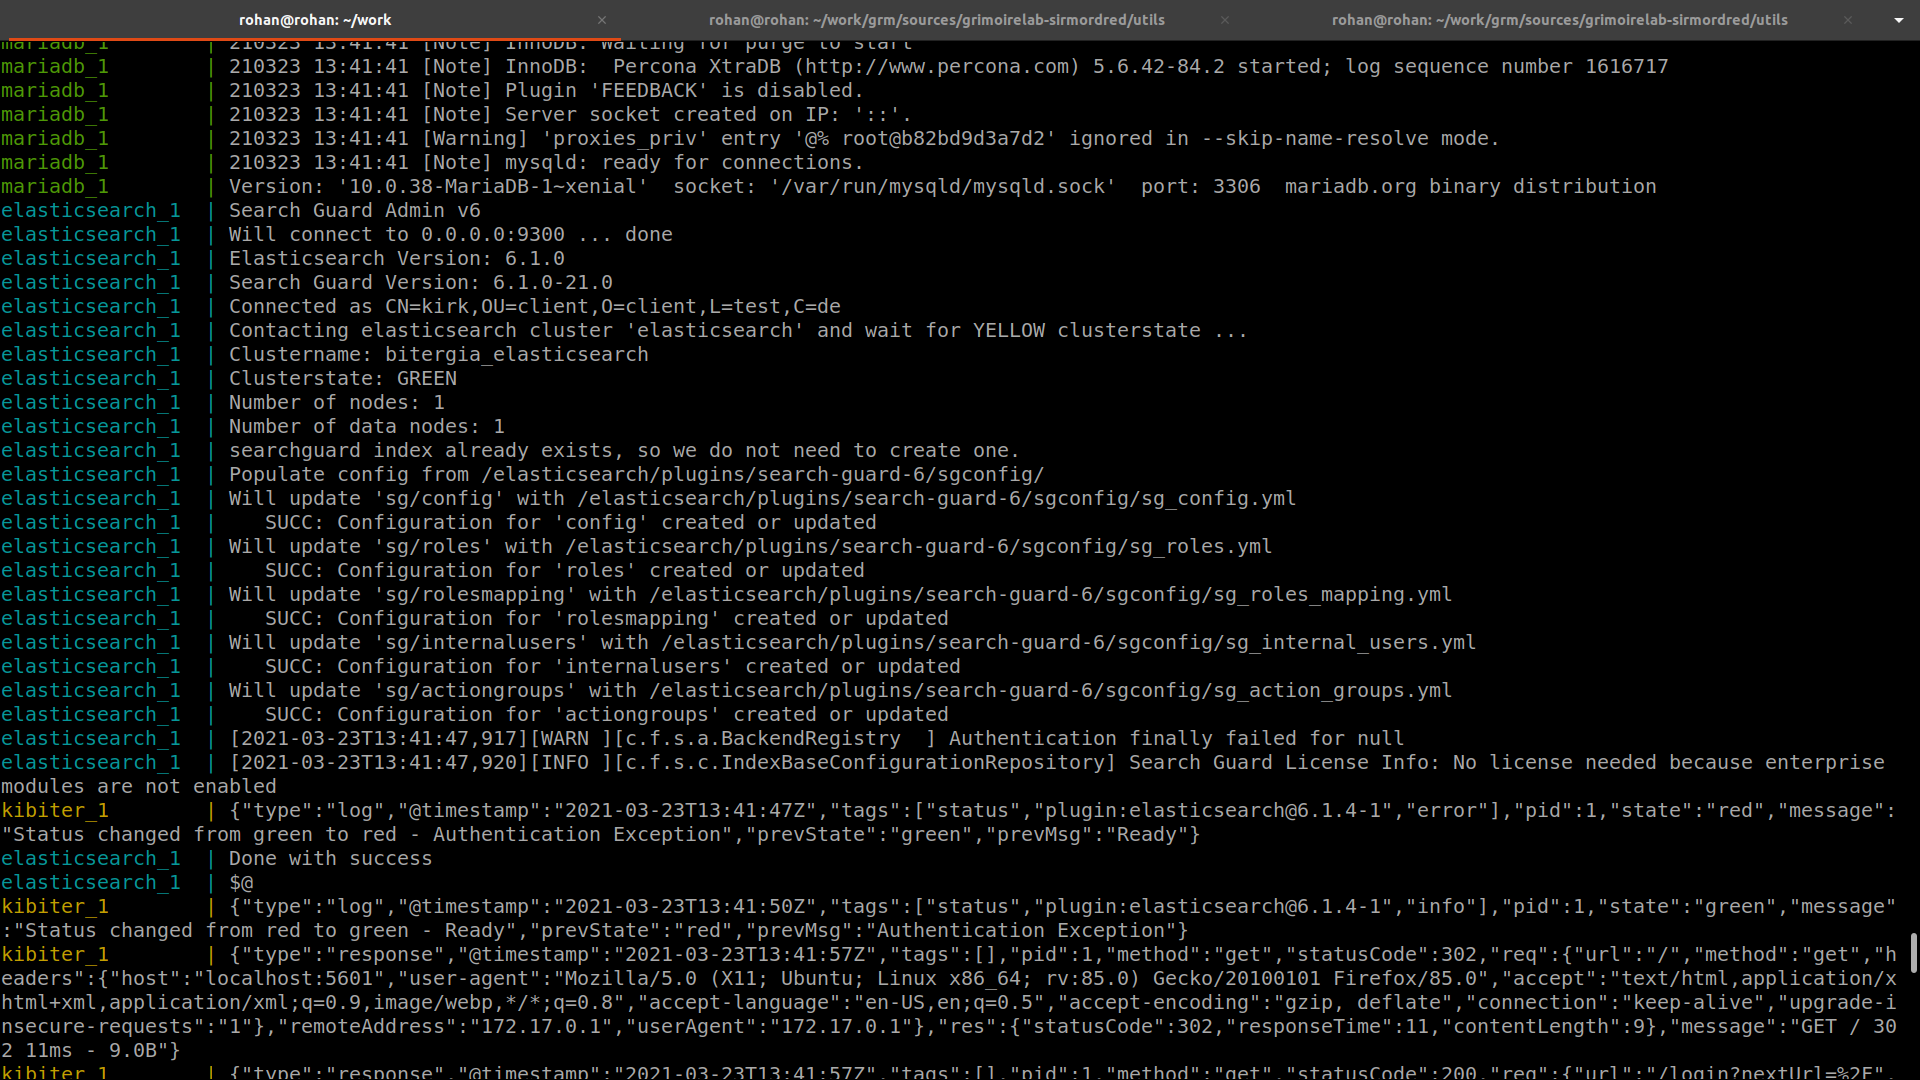 rohan@rohan: ~/work × rohan@rohan: ~/work/grm/sources/grimoirelab-sirmordred/utils × rohan@rohan: ~/work/grm/sources/grimoirelab-sirmordred/utils ×
mariadb_1 | 210323 13:41:41 [Note] InnoDB: Waiting for purge to start
mariadb_1 | 210323 13:41:41 [Note] InnoDB:  Percona XtraDB (http://www.percona.com) 5.6.42-84.2 started; log sequence number 1616717
mariadb_1 | 210323 13:41:41 [Note] Plugin 'FEEDBACK' is disabled.
mariadb_1 | 210323 13:41:41 [Note] Server socket created on IP: '::'.
mariadb_1 | 210323 13:41:41 [Warning] 'proxies_priv' entry '@% root@b82bd9d3a7d2' ignored in --skip-name-resolve mode.
mariadb_1 | 210323 13:41:41 [Note] mysqld: ready for connections.
mariadb_1 | Version: '10.0.38-MariaDB-1~xenial'  socket: '/var/run/mysqld/mysqld.sock'  port: 3306  mariadb.org binary distribution
elasticsearch_1 | Search Guard Admin v6
elasticsearch_1 | Will connect to 0.0.0.0:9300 ... done
elasticsearch_1 | Elasticsearch Version: 6.1.0
elasticsearch_1 | Search Guard Version: 6.1.0-21.0
elasticsearch_1 | Connected as CN=kirk,OU=client,O=client,L=test,C=de
elasticsearch_1 | Contacting elasticsearch cluster 'elasticsearch' and wait for YELLOW clusterstate ...
elasticsearch_1 | Clustername: bitergia_elasticsearch
elasticsearch_1 | Clusterstate: GREEN
elasticsearch_1 | Number of nodes: 1
elasticsearch_1 | Number of data nodes: 1
elasticsearch_1 | searchguard index already exists, so we do not need to create one.
elasticsearch_1 | Populate config from /elasticsearch/plugins/search-guard-6/sgconfig/
elasticsearch_1 | Will update 'sg/config' with /elasticsearch/plugins/search-guard-6/sgconfig/sg_config.yml
elasticsearch_1 |    SUCC: Configuration for 'config' created or updated
elasticsearch_1 | Will update 'sg/roles' with /elasticsearch/plugins/search-guard-6/sgconfig/sg_roles.yml
elasticsearch_1 |    SUCC: Configuration for 'roles' created or updated
elasticsearch_1 | Will update 'sg/rolesmapping' with /elasticsearch/plugins/search-guard-6/sgconfig/sg_roles_mapping.yml
elasticsearch_1 |    SUCC: Configuration for 'rolesmapping' created or updated
elasticsearch_1 | Will update 'sg/internalusers' with /elasticsearch/plugins/search-guard-6/sgconfig/sg_internal_users.yml
elasticsearch_1 |    SUCC: Configuration for 'internalusers' created or updated
elasticsearch_1 | Will update 'sg/actiongroups' with /elasticsearch/plugins/search-guard-6/sgconfig/sg_action_groups.yml
elasticsearch_1 |    SUCC: Configuration for 'actiongroups' created or updated
elasticsearch_1 | [2021-03-23T13:41:47,917][WARN ][c.f.s.a.BackendRegistry  ] Authentication finally failed for null
elasticsearch_1 | [2021-03-23T13:41:47,920][INFO ][c.f.s.c.IndexBaseConfigurationRepository] Search Guard License Info: No license needed because enterprise
modules are not enabled
kibiter_1 | {"type":"log","@timestamp":"2021-03-23T13:41:47Z","tags":["status","plugin:elasticsearch@6.1.4-1","error"],"pid":1,"state":"red","message":
"Status changed from green to red - Authentication Exception","prevState":"green","prevMsg":"Ready"}
elasticsearch_1 | Done with success
elasticsearch_1 | $@
kibiter_1 | {"type":"log","@timestamp":"2021-03-23T13:41:50Z","tags":["status","plugin:elasticsearch@6.1.4-1","info"],"pid":1,"state":"green","message"
:"Status changed from red to green - Ready","prevState":"red","prevMsg":"Authentication Exception"}
kibiter_1 | {"type":"response","@timestamp":"2021-03-23T13:41:57Z","tags":[],"pid":1,"method":"get","statusCode":302,"req":{"url":"/","method":"get","h
eaders":{"host":"localhost:5601","user-agent":"Mozilla/5.0 (X11; Ubuntu; Linux x86_64; rv:85.0) Gecko/20100101 Firefox/85.0","accept":"text/html,application/x
html+xml,application/xml;q=0.9,image/webp,*/*;q=0.8","accept-language":"en-US,en;q=0.5","accept-encoding":"gzip, deflate","connection":"keep-alive","upgrade-i
nsecure-requests":"1"},"remoteAddress":"172.17.0.1","userAgent":"172.17.0.1"},"res":{"statusCode":302,"responseTime":11,"contentLength":9},"message":"GET / 30
2 11ms - 9.0B"}
kibiter_1 | {"type":"response","@timestamp":"2021-03-23T13:41:57Z","tags":[],"pid":1,"method":"get","statusCode":200,"req":{"url":"/login?nextUrl=%2F",